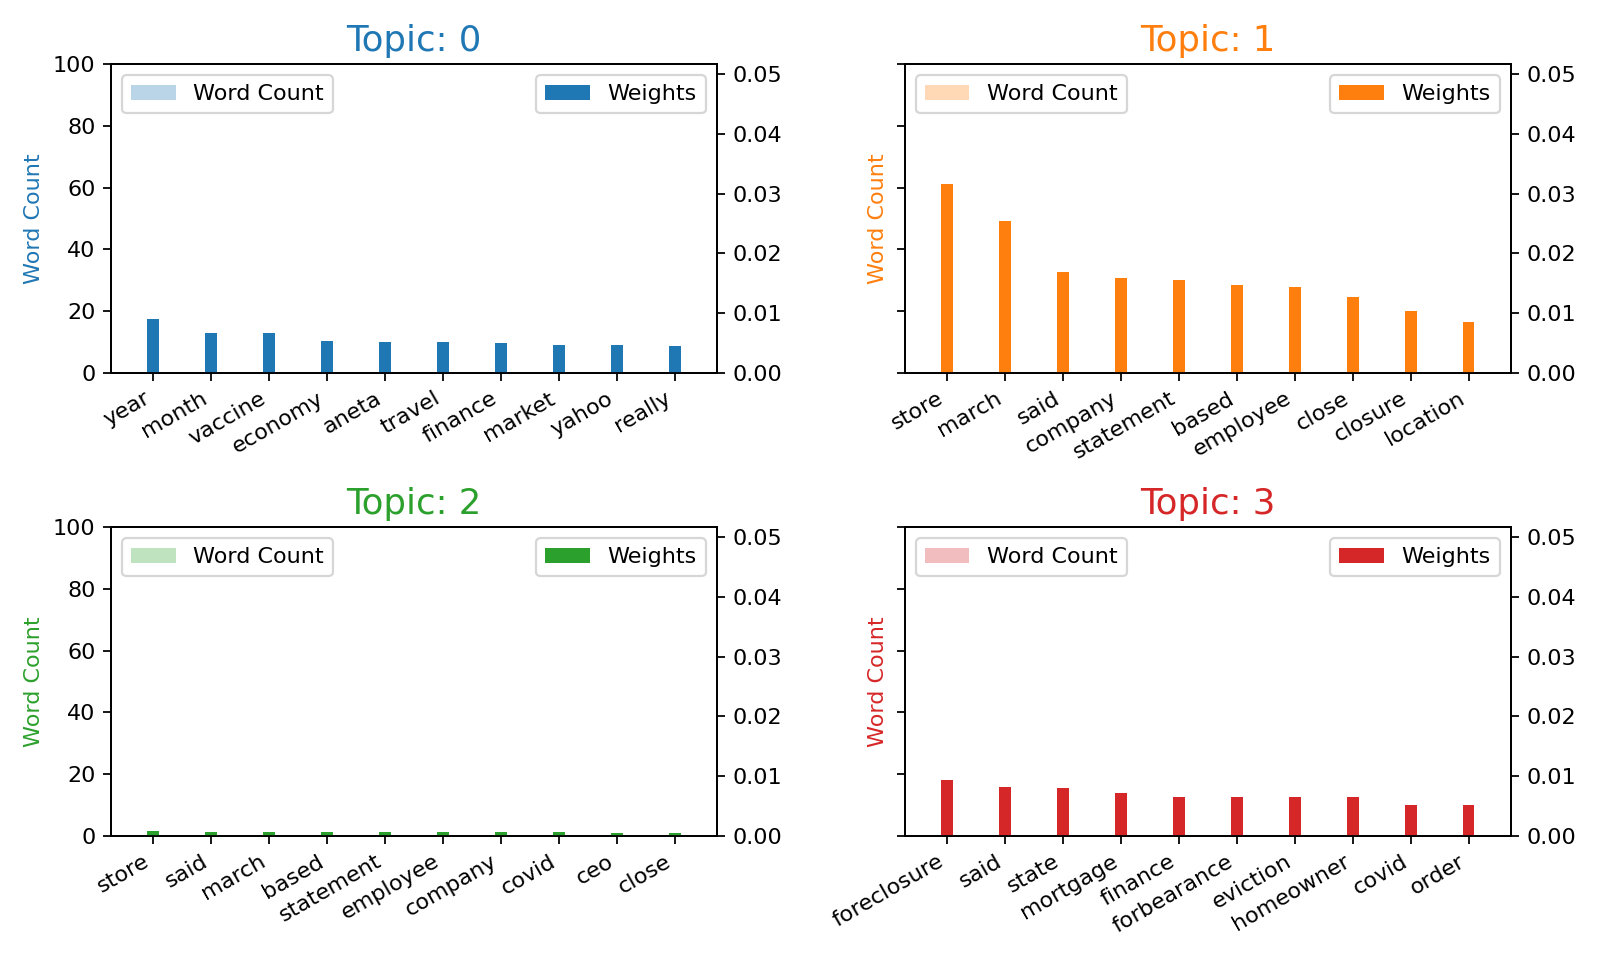 Topic: 0
Word Count
Weights
Word Count
100
80
60
40
20
0
0.05
0.04
0.03
0.02
0.01
0.00
year
month
vaccine
economy
aneta
travel
finance
market
yahoo
really
Topic: 1
Word Count
Weights
Word Count
0.05
0.04
0.03
0.02
0.01
0.00
store
march
said
company
statement
based
employee
close
closure
location
Topic: 2
Word Count
Weights
Word Count
100
80
60
40
20
0
0.05
0.04
0.03
0.02
0.01
0.00
store
said
march
based
statement
employee
company
covid
ceo
close
Topic: 3
Word Count
Weights
Word Count
0.05
0.04
0.03
0.02
0.01
0.00
foreclosure
said
state
mortgage
finance
forbearance
eviction
homeowner
covid
order